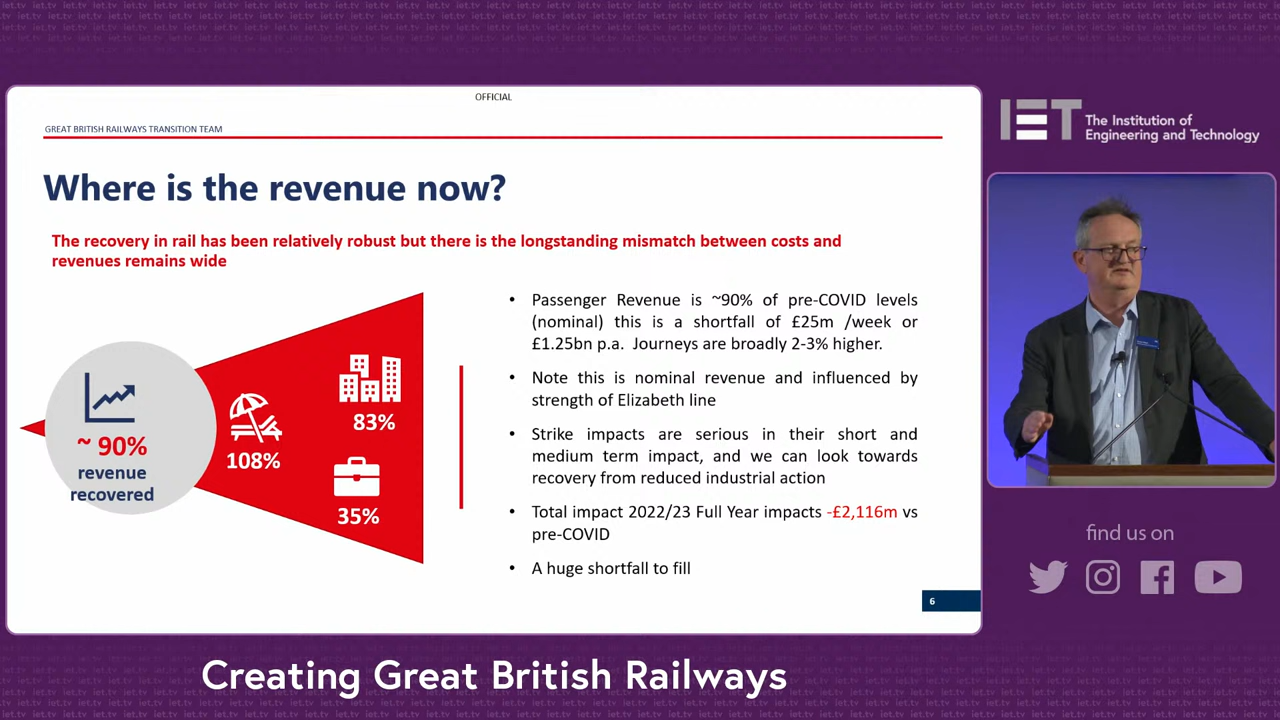 OFFICIAL
GREAT BRITISH RAILWAYS TRANSITION TEAM
Where is the revenue now?
The recovery in rail has been relatively robust but there is the longstanding mismatch between costs and
revenues remains wide
~ 90%
revenue
recovered
108%
83%
35%
• Passenger Revenue is ~90% of pre-COVID levels
(nominal) this is a shortfall of £25m /week or
£1.25bn p.a. Journeys are broadly 2-3% higher.
• Note this is nominal revenue and influenced by
strength of Elizabeth line
• Strike impacts are serious in their short and
medium term impact, and we can look towards
recovery from reduced industrial action
• Total impact 2022/23 Full Year impacts -£2,116m vs
pre-COVID
• A huge shortfall to fill
6
IET The Institution of
Engineering and Technology
find us on
Creating Great British Railways